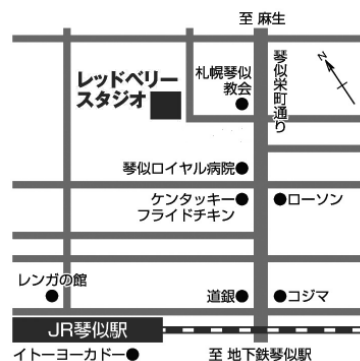 至 麻生
琴似栄町通り
N
レッドベリー
スタジオ
札幌琴似
教会
琴似ロイヤル病院
ケンタッキー
フライドチキン
ローソン
レンガの館
道銀
コジマ
JR琴似駅
イトーヨーカドー
至 地下鉄琴似駅